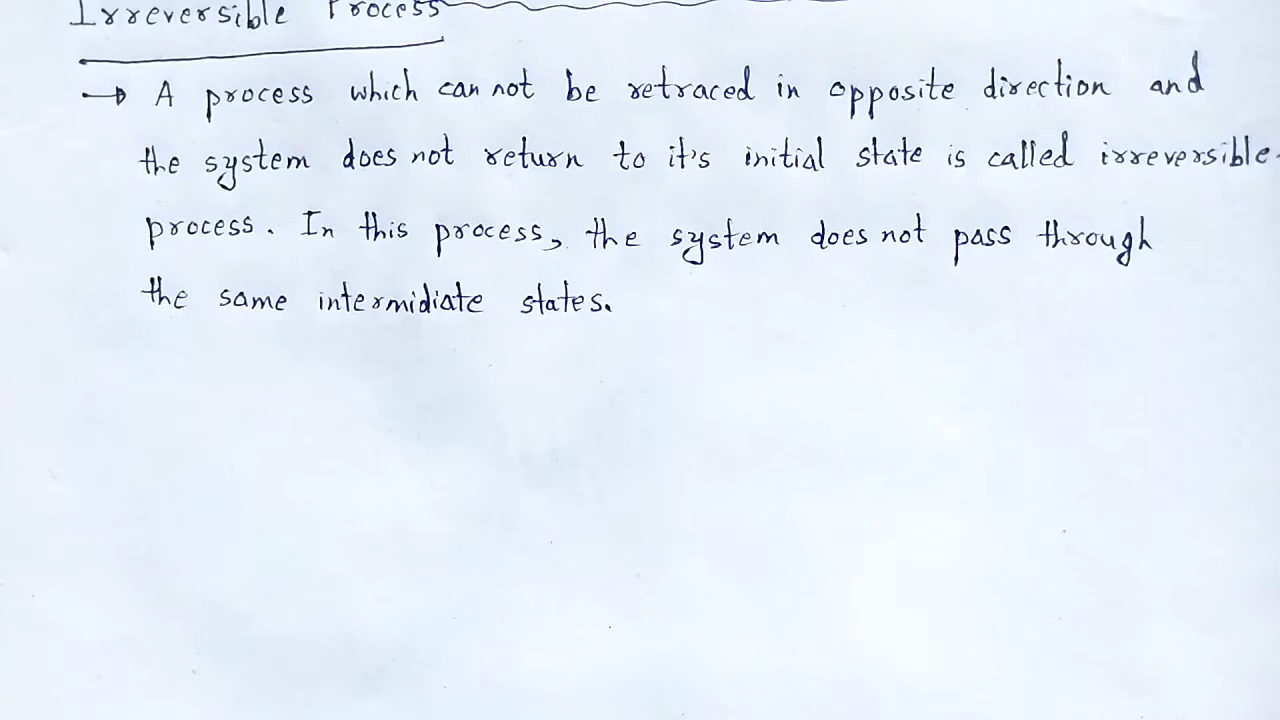 Irreversible Process
→ A process which can not be retraced in opposite direction and
the system does not return to it's initial state is called irreversible
process. In this process, the system does not pass through
the same intermidiate states.